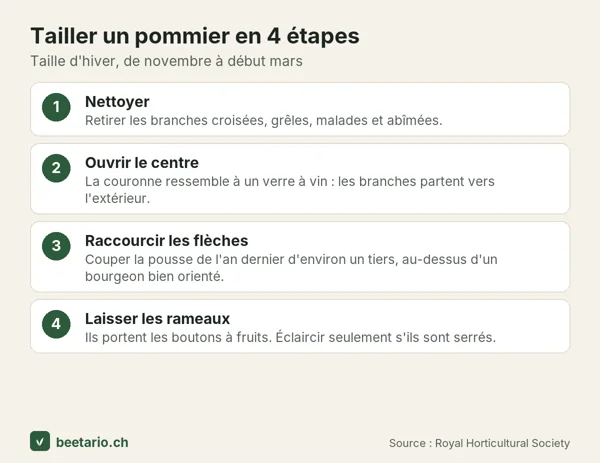 Tailler un pommier en 4 étapes
Taille d'hiver, de novembre à début mars
1
Nettoyer
Retirer les branches croisées, grêles, malades et abîmées.
2
Ouvrir le centre
La couronne ressemble à un verre à vin : les branches partent vers
l'extérieur.
3
Raccourcir les flèches
Couper la pousse de l'an dernier d'environ un tiers, au-dessus d'un
bourgeon bien orienté.
4
Laisser les rameaux
Ils portent les boutons à fruits. Éclaircir seulement s'ils sont serrés.
beetario.ch
Source : Royal Horticultural Society